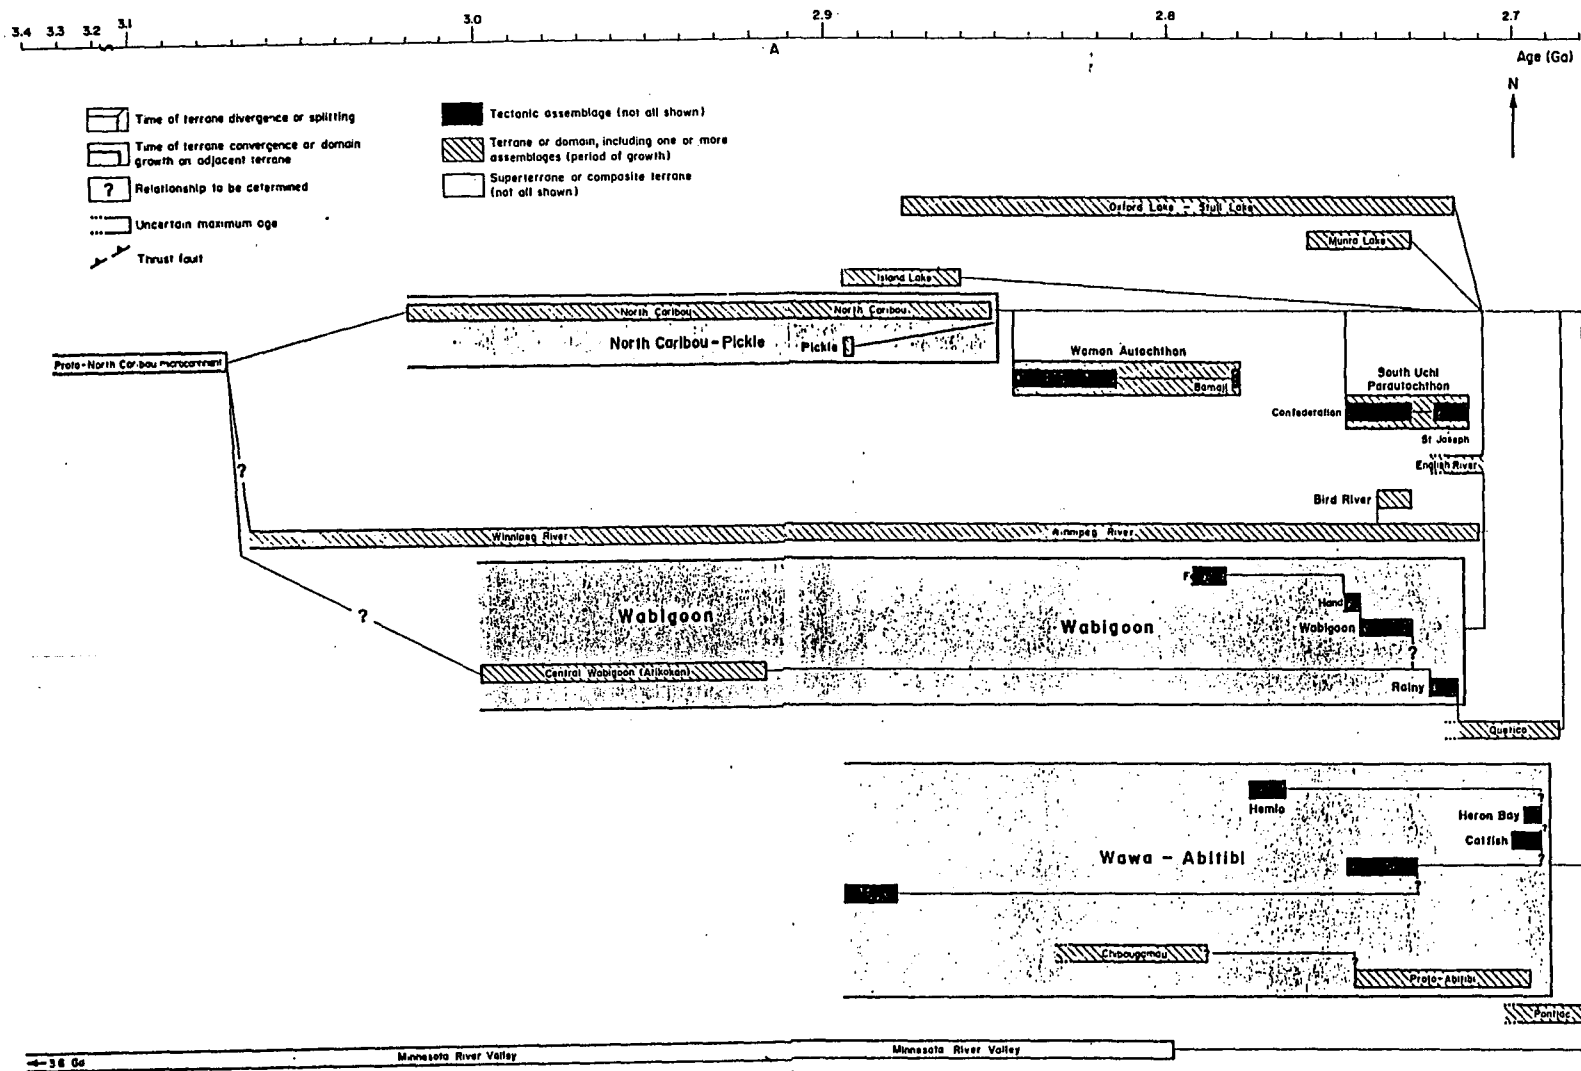 3.4 3.3 3.2 3.1 3.0 2.9 2.8 2.7
A
Age (Ga)
N
Time of terrane divergence or splitting
Time of terrane convergence or domain
growth on adjacent terrane
? Relationship to be determined
Uncertain maximum age
Thrust fault
Tectonic assemblage (not all shown)
Terrane or domain, including one or more
assemblages (period of growth)
Superterrane or composite terrane
(not all shown)
Oxford Lake - Stull Lake
Munro Lake
Island Lake
North Caribou North Caribou
North Caribou-Pickle
Pickle
Proto-North Caribou microcontinent
Woman Autochthon
Bamaji
South Uchi
Parautochthon
Confederation
St Joseph
English River
?
Bird River
Winnipeg River Winnipeg River
F
Hand
Wabigoon Wabigoon
Wabigoon
?
?
Central Wabigoon (Atikokan)
Rainy
Quetico
Hemlo
?
Heron Bay
?
Catfish
?
Wawa - Abitibi
?
Chibougamau ?
?
Proto-Abitibi
Pontiac
3.6 Ga
Minnesota River Valley Minnesota River Valley